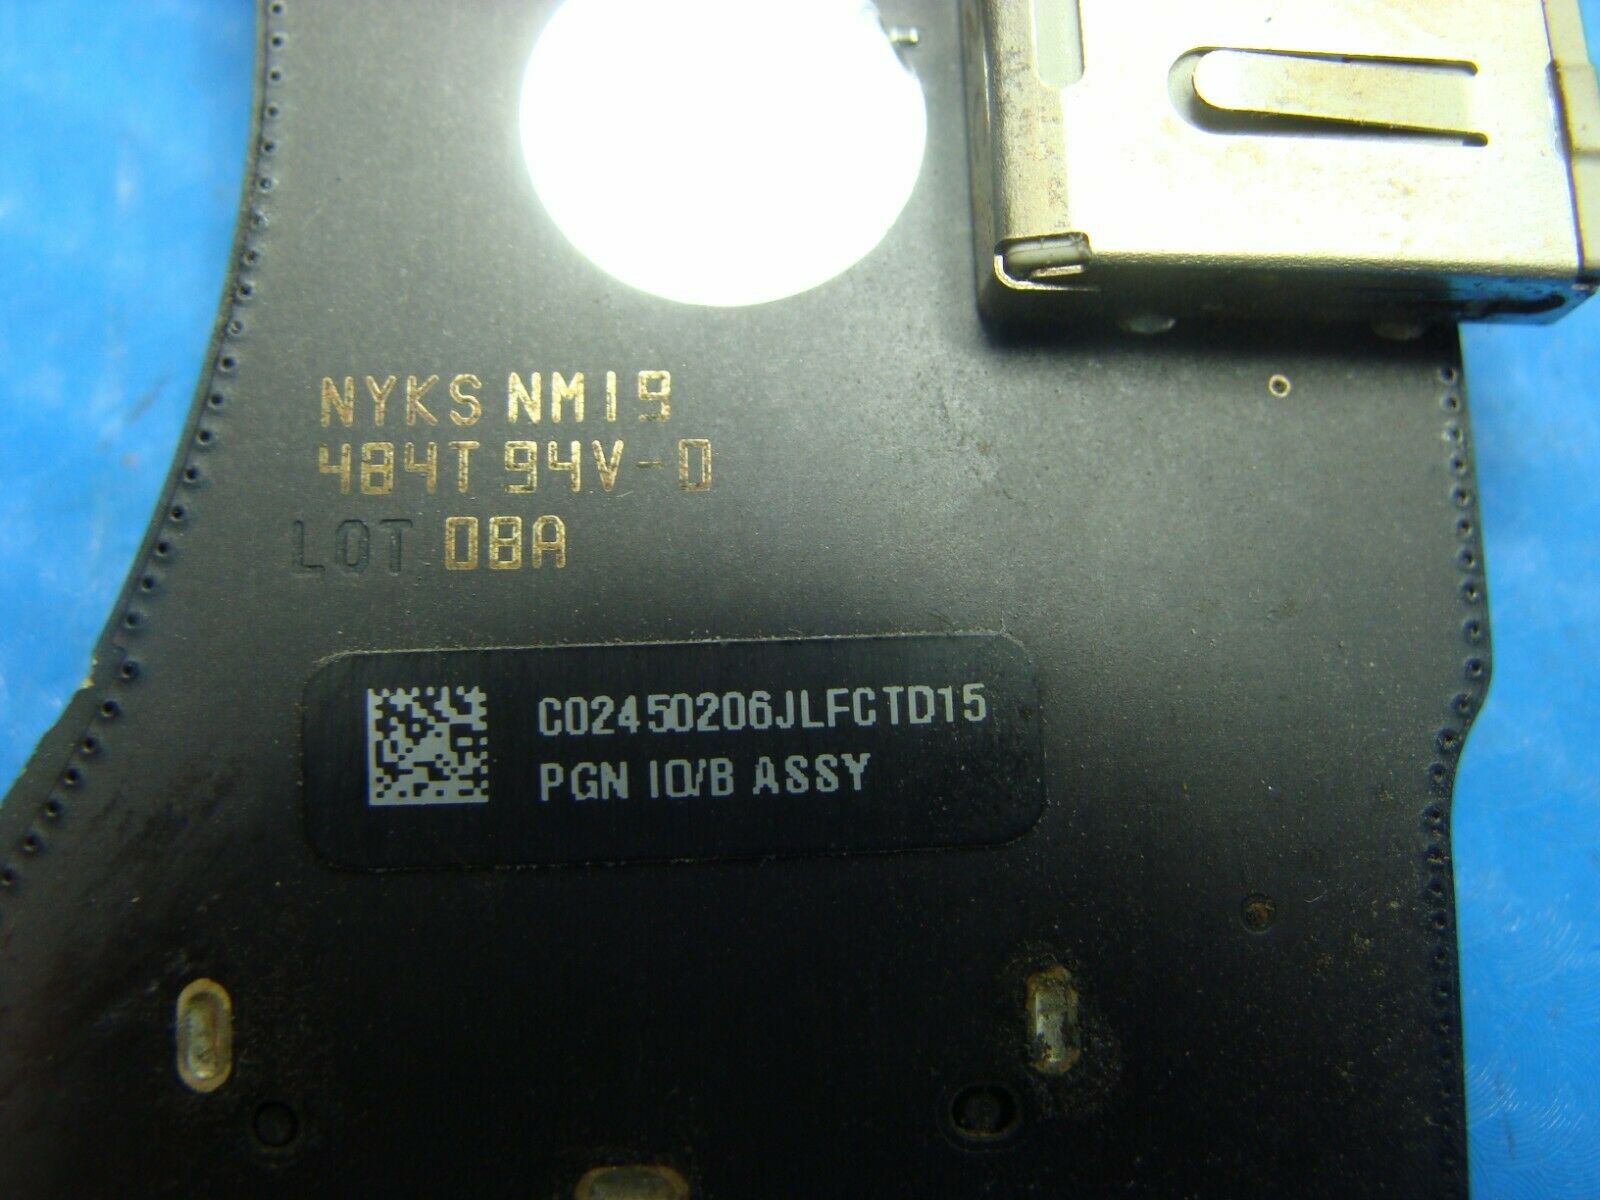 NYKS NM19
484T 94V-0
LOT 08A
C02450206JLFCTD15
PGN IO/B ASSY